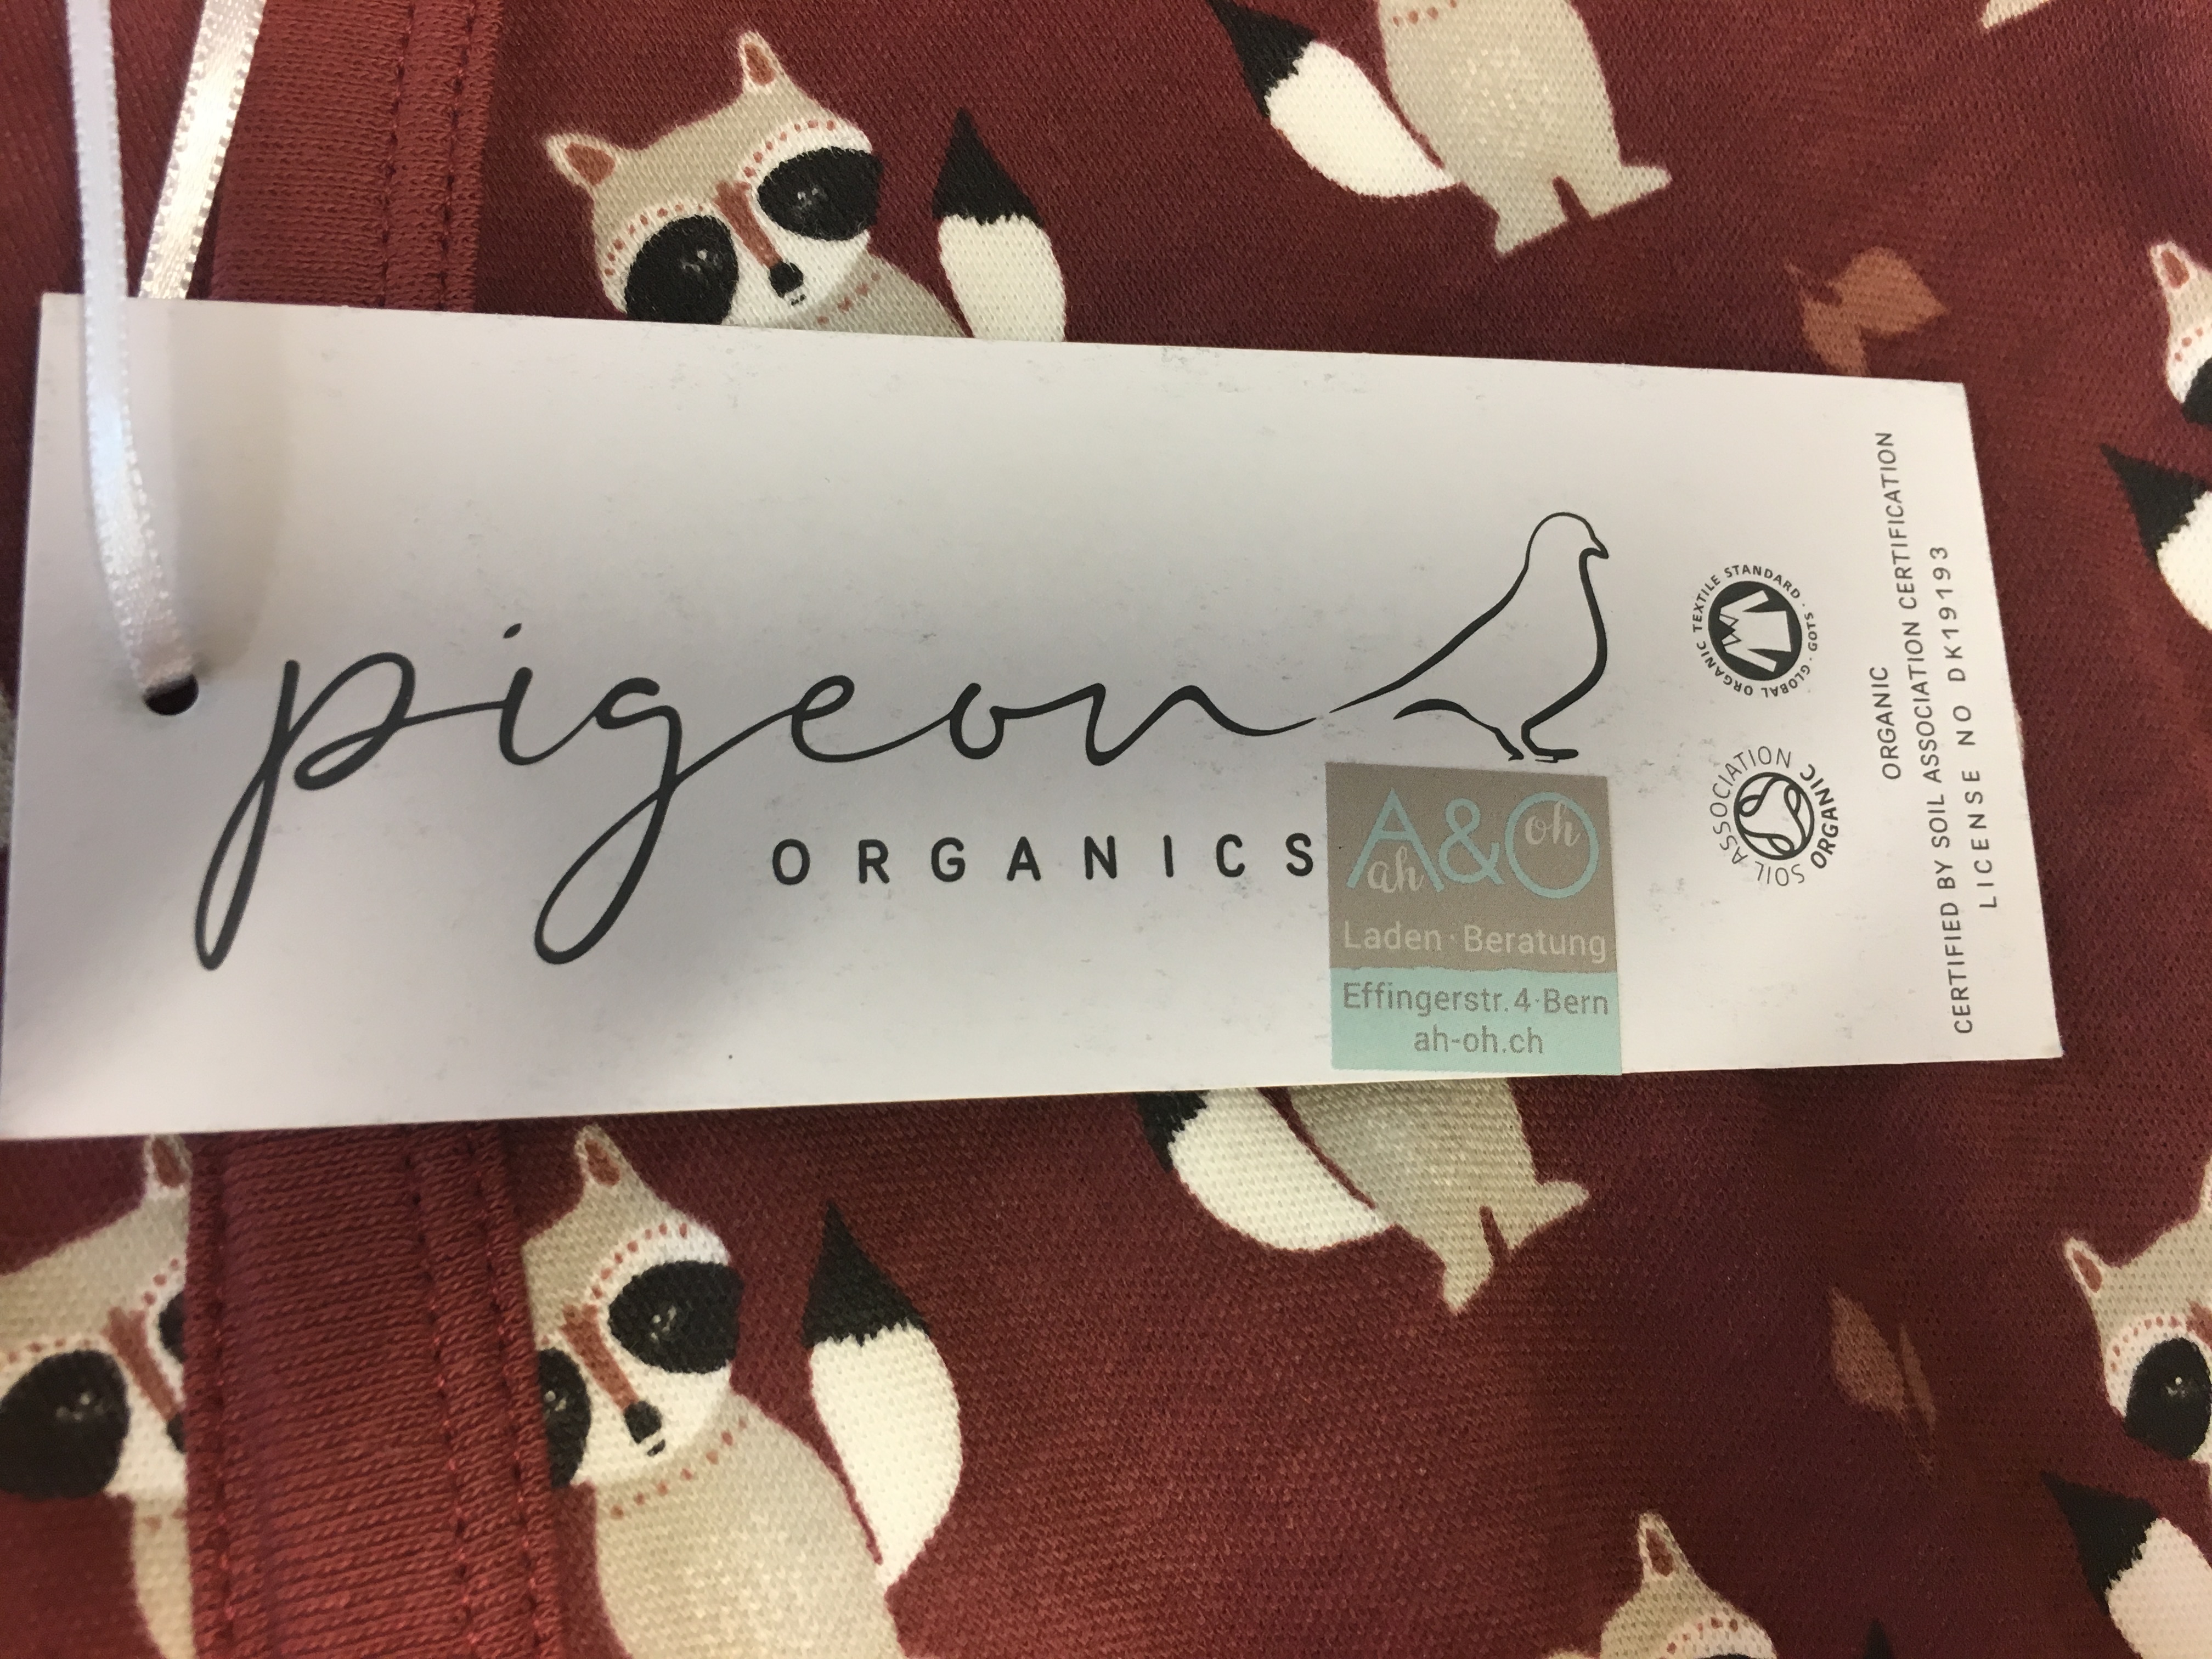 pigeon
ORGANICS
A&O
ah
oh
Laden·Beratung
Effingerstr.4·Bern
ah-oh.ch
GLOBAL ORGANIC TEXTILE STANDARD · GOTS ·
SOIL ASSOCIATION
ORGANIC
ORGANIC
CERTIFIED BY SOIL ASSOCIATION CERTIFICATION
LICENSE NO DK19193